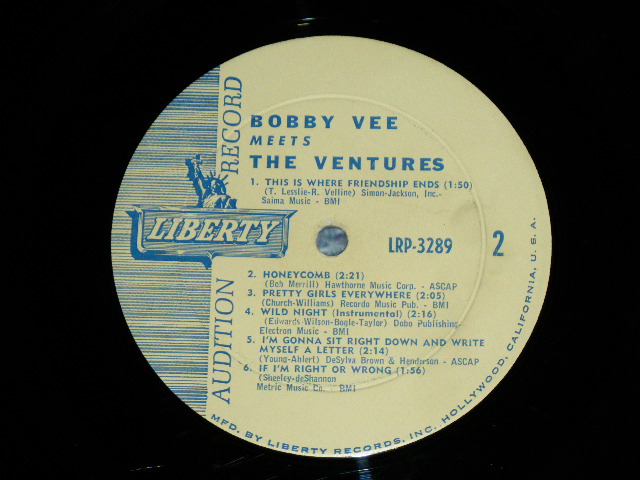 BOBBY VEE
MEETS
THE VENTURES
1. THIS IS WHERE FRIENDSHIP ENDS (1:50)
(T. Lesslie-R. Velline) Simon-Jackson, Inc.-
Saima Music - BMI
AUDITION RECORD
LIBERTY
LRP-3289
2
2. HONEYCOMB (2:21)
(Bob Merrill) Hawthorne Music Corp. - ASCAP
3. PRETTY GIRLS EVERYWHERE (2:05)
(Church-Williams) Recordo Music Pub. - BMI
4. WILD NIGHT (Instrumental) (2:16)
(Edwards-Wilson-Bogle-Taylor) Dobo Publishing-
Electron Music - BMI
5. I'M GONNA SIT RIGHT DOWN AND WRITE
MYSELF A LETTER (2:14)
(Young-Ahlert) DeSylva Brown & Henderson - ASCAP
6. IF I'M RIGHT OR WRONG (1:56)
(Sheeley-deShannon
Metric Music Co. - BMI
MFD. BY LIBERTY RECORDS, INC. HOLLYWOOD, CALIFORNIA, U.S.A.